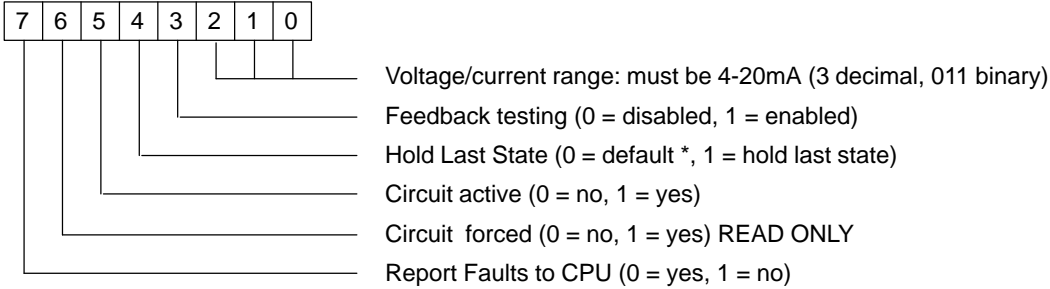 7 6 5 4 3 2 1 0
Voltage/current range: must be 4-20mA (3 decimal, 011 binary)
Feedback testing (0 = disabled, 1 = enabled)
Hold Last State (0 = default *, 1 = hold last state)
Circuit active (0 = no, 1 = yes)
Circuit forced (0 = no, 1 = yes) READ ONLY
Report Faults to CPU (0 = yes, 1 = no)